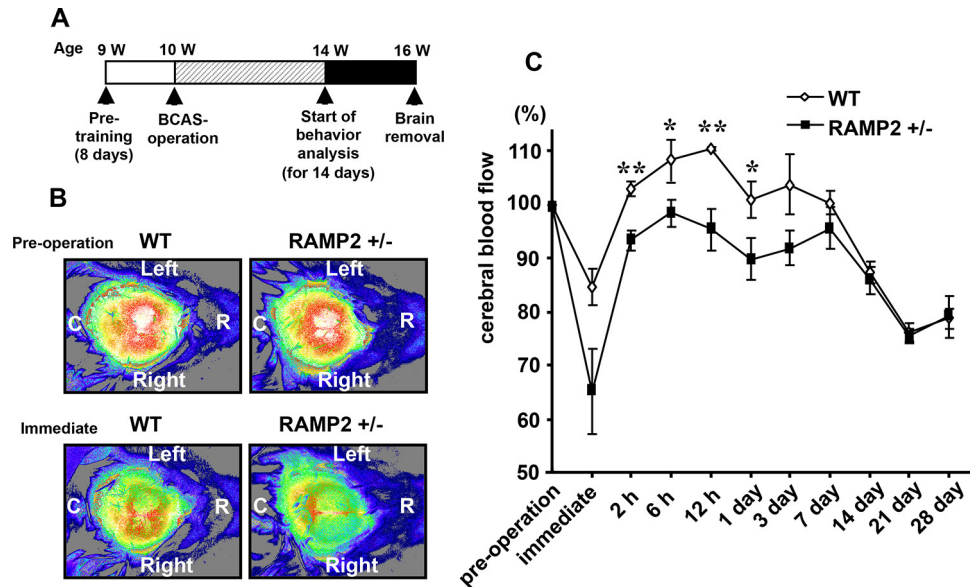 A
Age 9 W 10 W 14 W 16 W
Pre-
training
(8 days)
BCAS-
operation
Start of
behavior
analysis
(for 14 days)
Brain
removal
B
Pre-operation WT RAMP2 +/-
Left Left
C R C R
Right Right
Immediate WT RAMP2 +/-
Left Left
C R C R
Right Right
C
(%)
WT
RAMP2 +/-
* ** ** *
110
100
90
80
70
60
50
cerebral blood flow
pre-operation
immediate
2 h
6 h
12 h
1 day
3 day
7 day
14 day
21 day
28 day